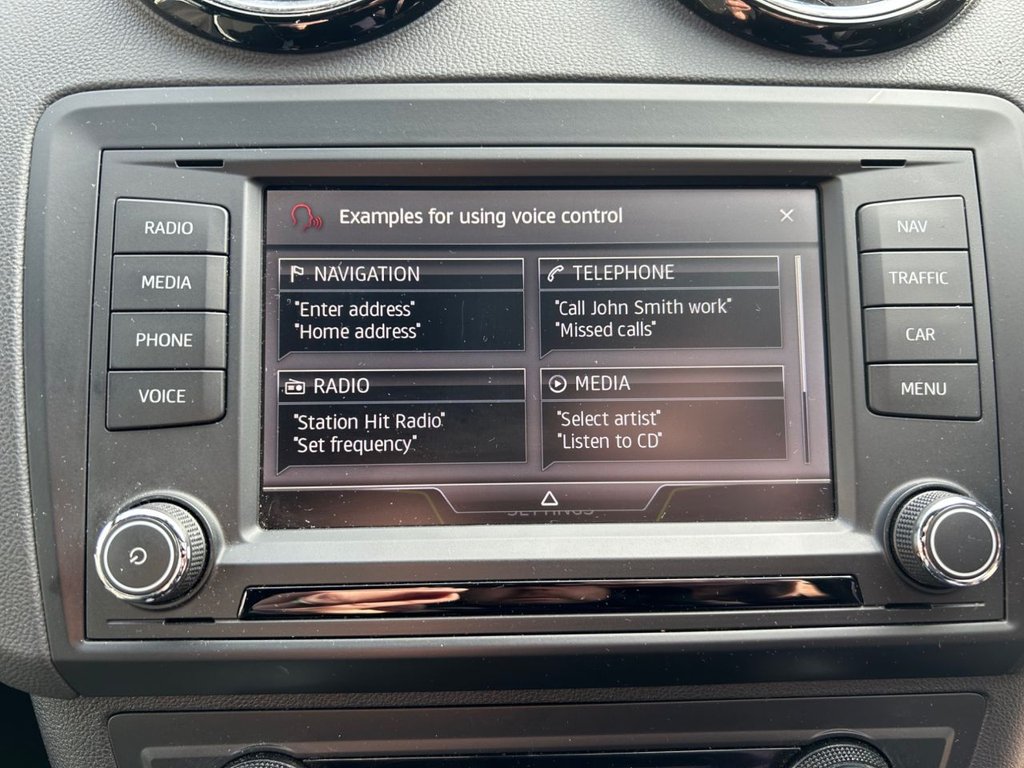 RADIO
MEDIA
PHONE
VOICE
Examples for using voice control
NAVIGATION
"Enter address"
"Home address"
TELEPHONE
"Call John Smith work"
"Missed calls"
RADIO
"Station Hit Radio"
"Set frequency"
MEDIA
"Select artist"
"Listen to CD"
SETTINGS
NAV
TRAFFIC
CAR
MENU